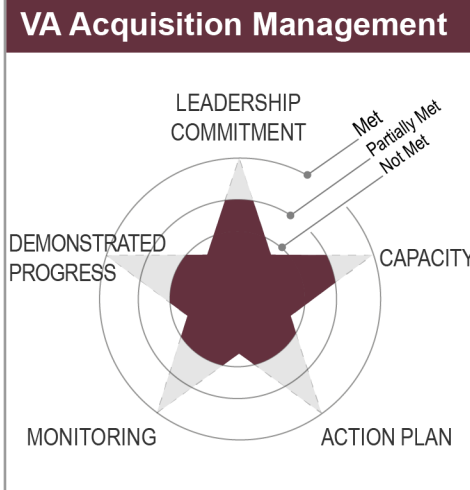 VA Acquisition Management
LEADERSHIP
COMMITMENT
Met
Partially Met
Not Met
DEMONSTRATED
PROGRESS
CAPACITY
MONITORING
ACTION PLAN